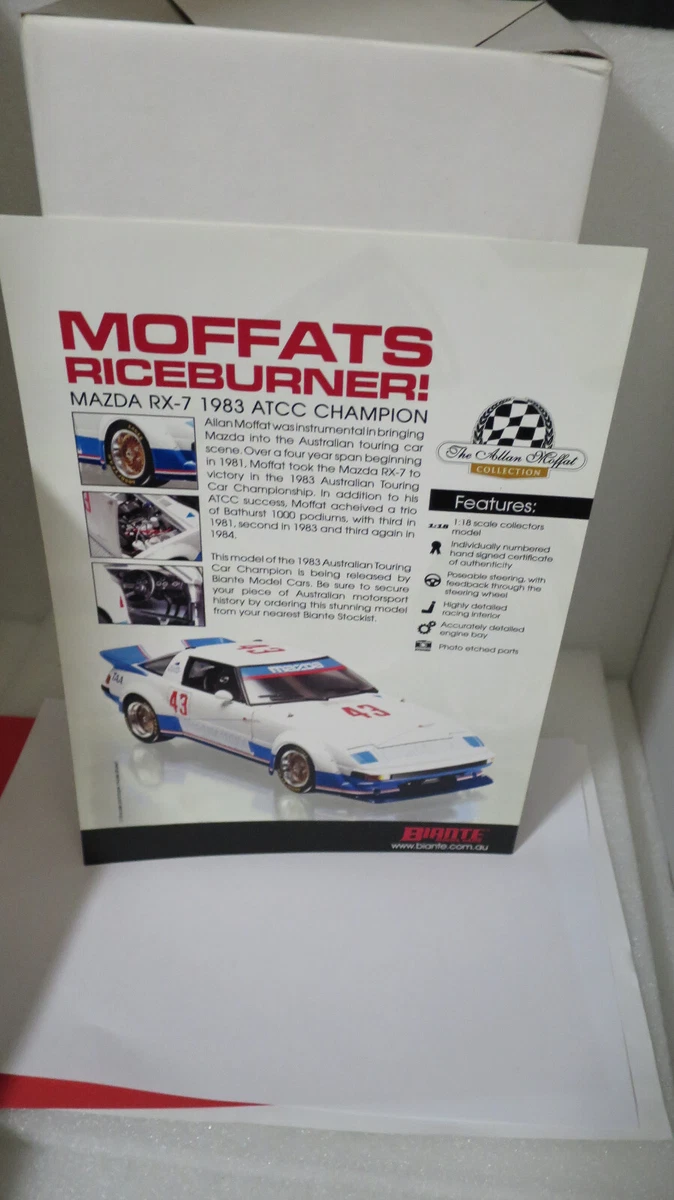 MOFFATS
RICEBURNER!
MAZDA RX-7 1983 ATCC CHAMPION
Allan Moffat was instrumental in bringing
Mazda into the Australian touring car
scene. Over a four year span beginning
in 1981, Moffat took the Mazda RX-7 to
victory in the 1983 Australian Touring
Car Championship. In addition to his
ATCC success, Moffat acheived a trio
of Bathurst 1000 podiums, with third in
1981, second in 1983 and third again in
1984.
This model of the 1983 Australian Touring
Car Champion is being released by
Biante Model Cars. Be sure to secure
your piece of Australian motorsport
history by ordering this stunning model
from your nearest Biante Stockist.
The Allan Moffat
COLLECTION
Features:
1:18
1:18 scale collectors
model
Individually numbered
hand signed certificate
of authenticity
Poseable steering, with
feedback through the
steering wheel
Highly detailed
racing interior
Accurately detailed
engine bay
Photo etched parts
43
mazda
43
43
BIANTE
www.biante.com.au